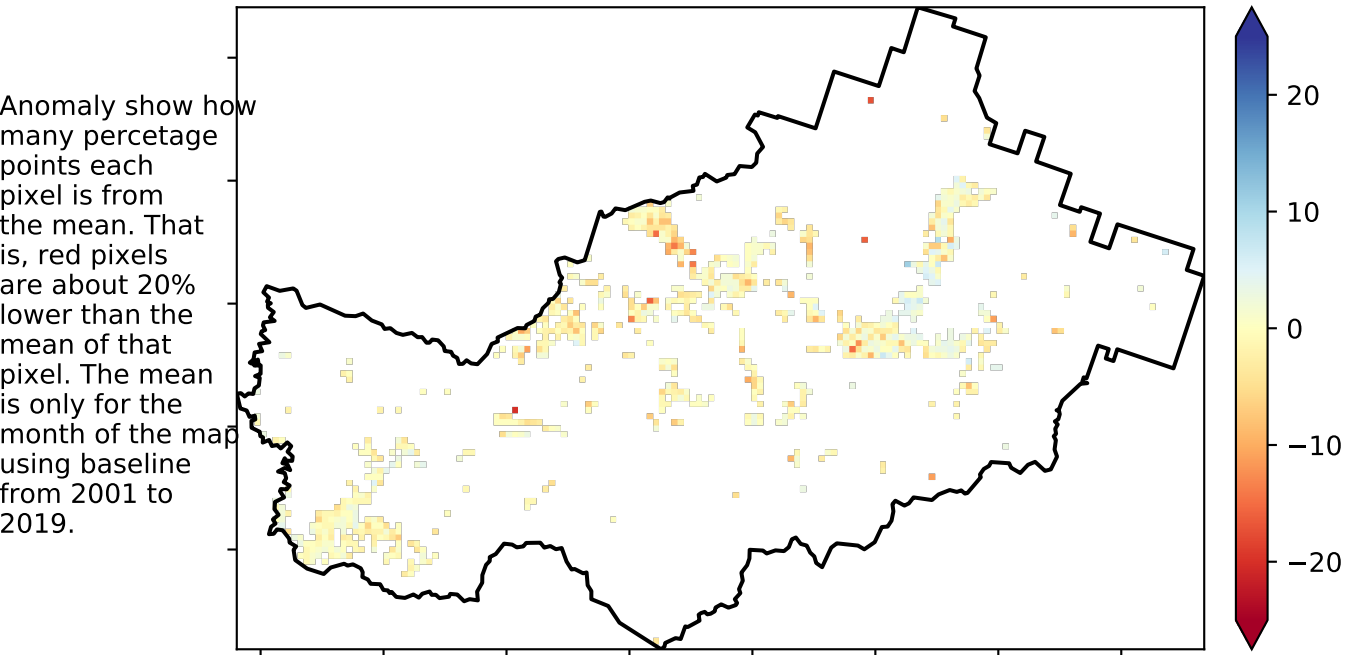 Anomaly show how
many percetage
points each
pixel is from
the mean. That
is, red pixels
are about 20%
lower than the
mean of that
pixel. The mean
is only for the
month of the map
using baseline
from 2001 to
2019.
20
10
0
−10
−20